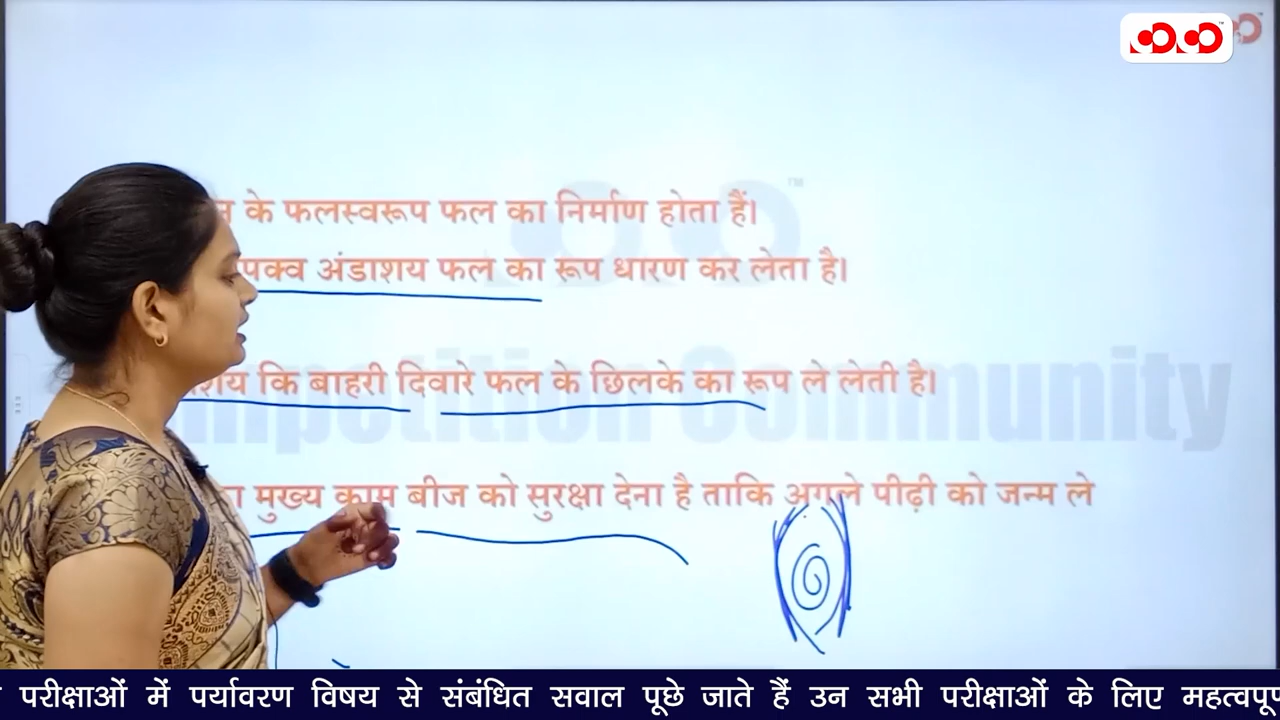 के फलस्वरूप फल का निर्माण होता हैं।
अंडाशय फल का रूप धारण कर लेता है।
कि बाहरी दिवारे फल के छिलके का रूप ले लेती है।
मुख्य काम बीज को सुरक्षा देना है ताकि अगले पीढ़ी को जन्म ले
Community
परीक्षाओं में पर्यावरण विषय से संबंधित सवाल पूछे जाते हैं उन सभी परीक्षाओं के लिए